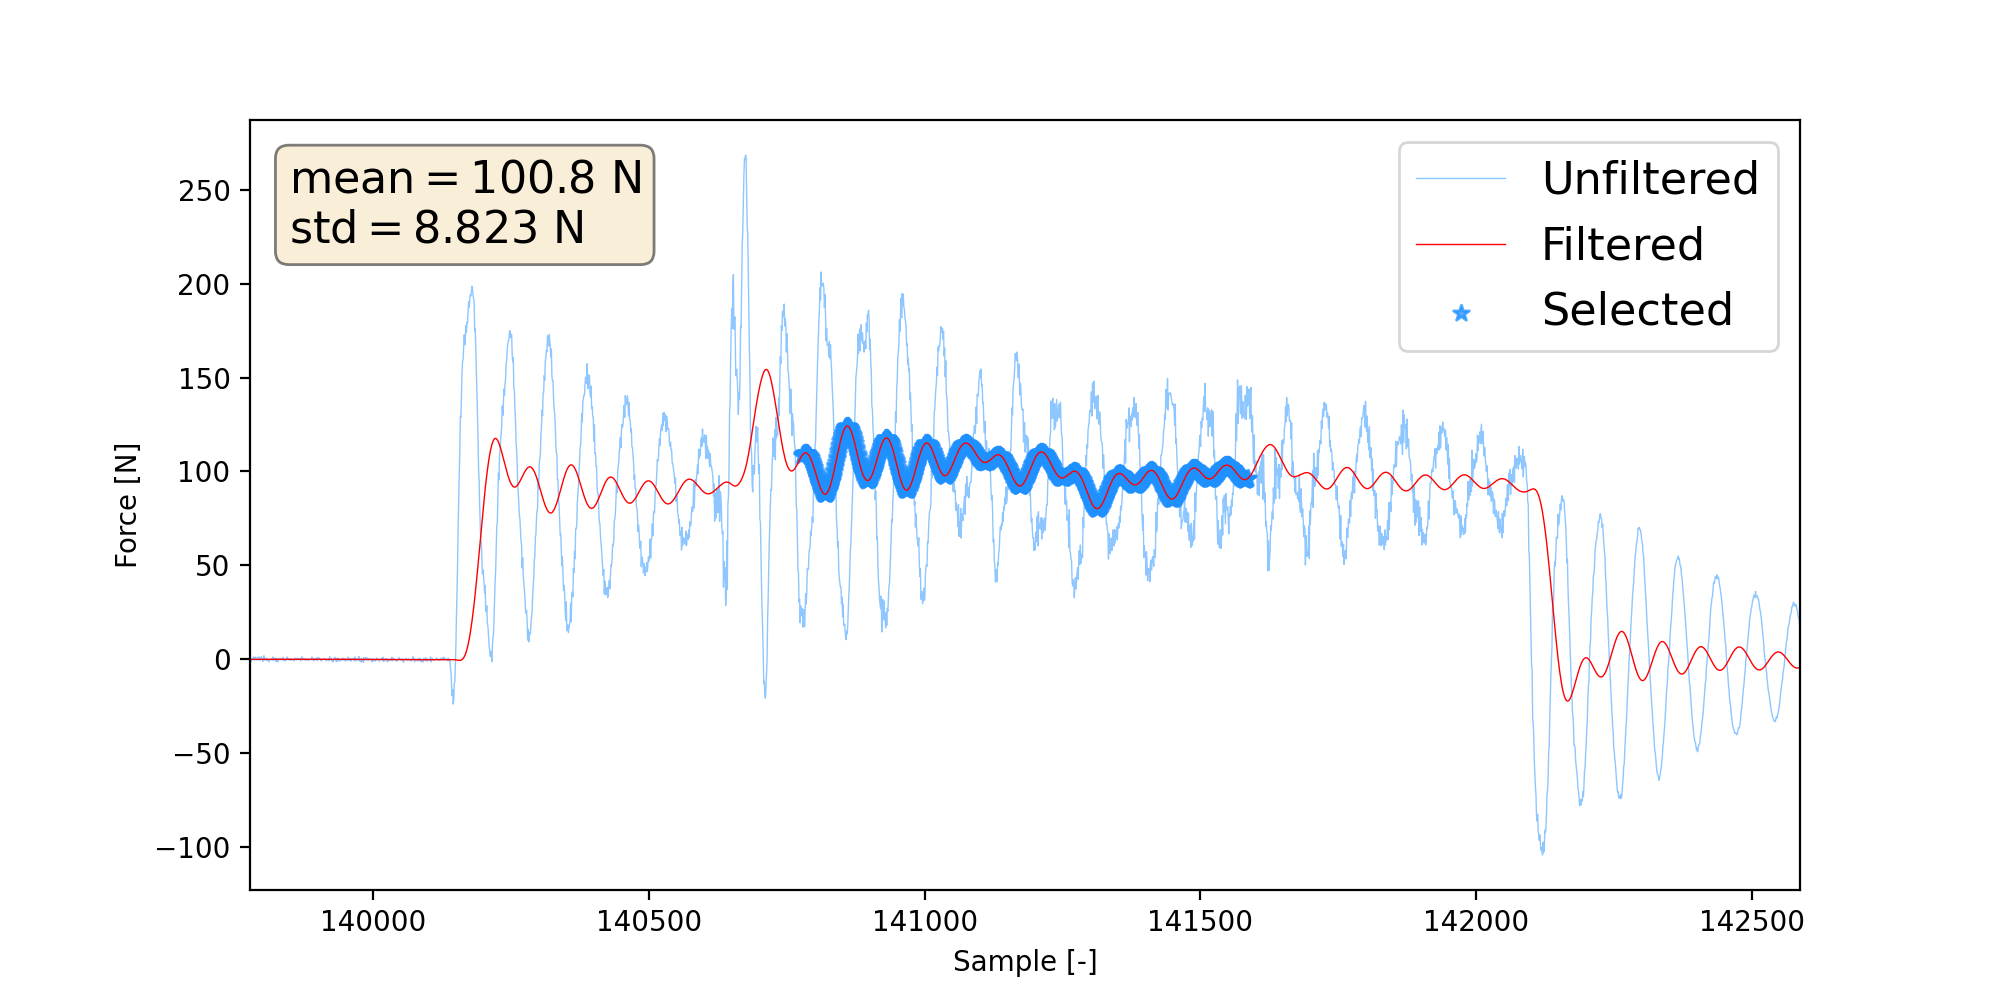 mean = 100.8 N
std = 8.823 N
Unfiltered
Filtered
Selected
Force [N]
250
200
150
100
50
0
−50
−100
140000 140500 141000 141500 142000 142500
Sample [-]